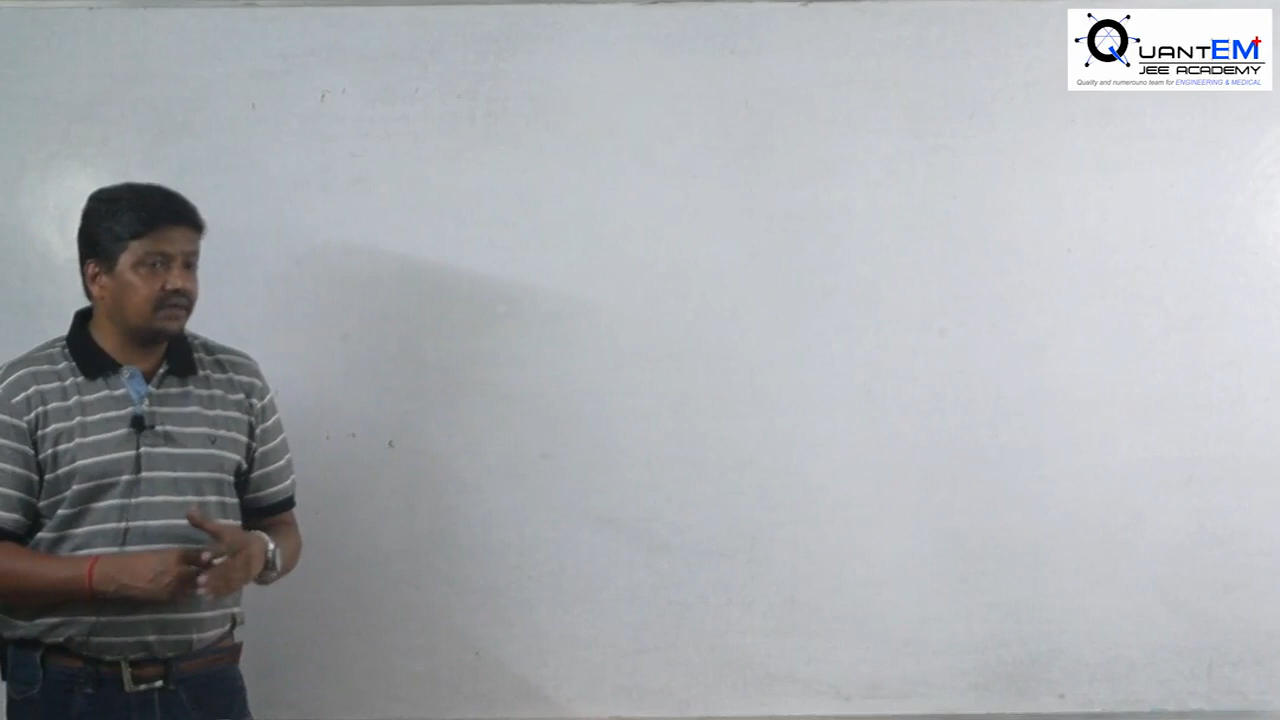 QUANTEM+
JEE ACADEMY
Quality and numerouno team for ENGINEERING & MEDICAL